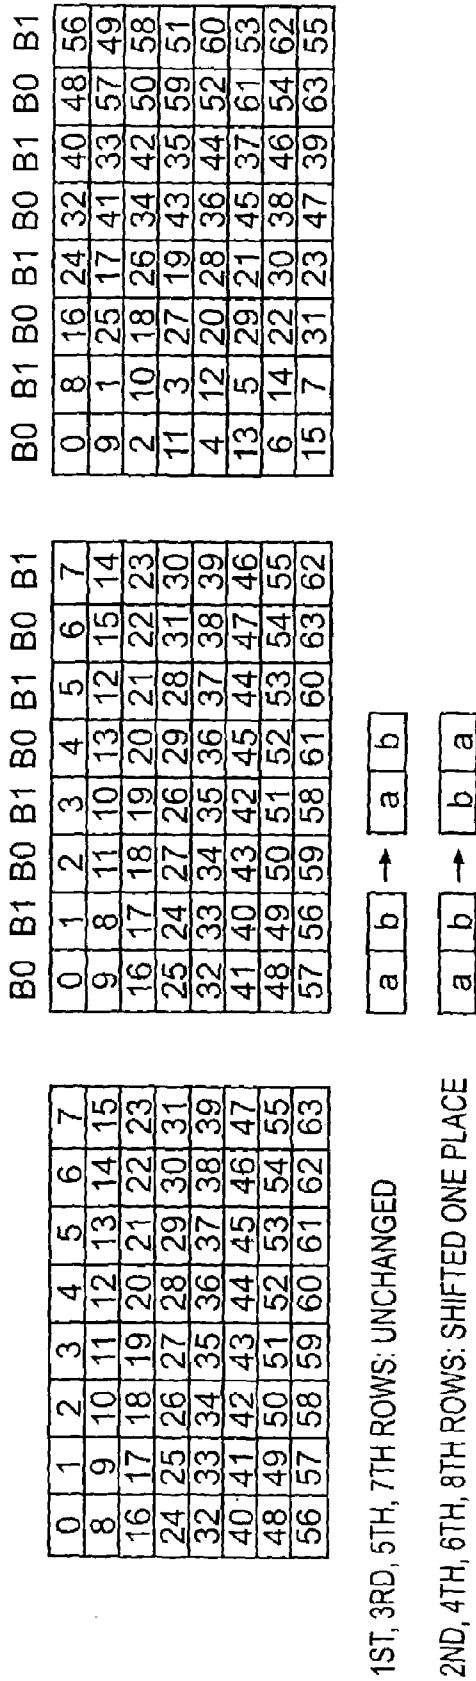 0 1 2 3 4 5 6 7
8 9 10 11 12 13 14 15
16 17 18 19 20 21 22 23
24 25 26 27 28 29 30 31
32 33 34 35 36 37 38 39
40 41 42 43 44 45 46 47
48 49 50 51 52 53 54 55
56 57 58 59 60 61 62 63
B0 B1 B0 B1 B0 B1 B0 B1
0 1 2 3 4 5 6 7
9 8 11 10 13 12 15 14
16 17 18 19 20 21 22 23
25 24 27 26 29 28 31 30
32 33 34 35 36 37 38 39
41 40 43 42 45 44 47 46
48 49 50 51 52 53 54 55
57 56 59 58 61 60 63 62
B0 B1 B0 B1 B0 B1 B0 B1
0 8 16 24 32 40 48 56
9 1 25 17 41 33 57 49
2 10 18 26 34 42 50 58
11 3 27 19 43 35 59 51
4 12 20 28 36 44 52 60
13 5 29 21 45 37 61 53
6 14 22 30 38 46 54 62
15 7 31 23 47 39 63 55
1ST, 3RD, 5TH, 7TH ROWS: UNCHANGED a b → a b
2ND, 4TH, 6TH, 8TH ROWS: SHIFTED ONE PLACE a b → b a